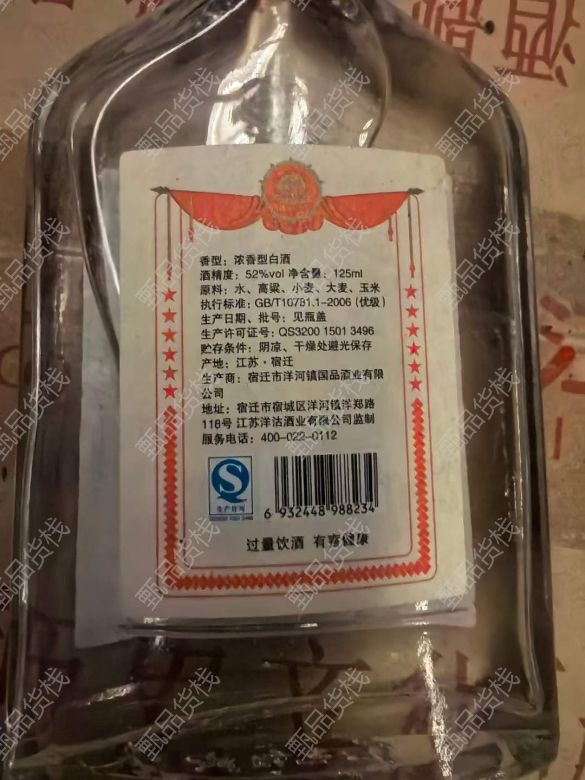 香型：浓香型白酒
酒精度：52%vol 净含量：125ml
原料：水、高粱、小麦、大麦、玉米
执行标准：GB/T10781.1-2006 (优级)
生产日期、批号：见瓶盖
生产许可证号：QS3200 1501 3496
贮存条件：阴凉、干燥处避光保存
产地：江苏·宿迁
生产商：宿迁市洋河镇国品酒业有限
公司
地址：宿迁市宿城区洋河镇洋郑路
118号 江苏洋沽酒业有限公司监制
服务电话：400-022-0112
生产许可
6 932448 988234
过量饮酒 有害健康
甄品货栈